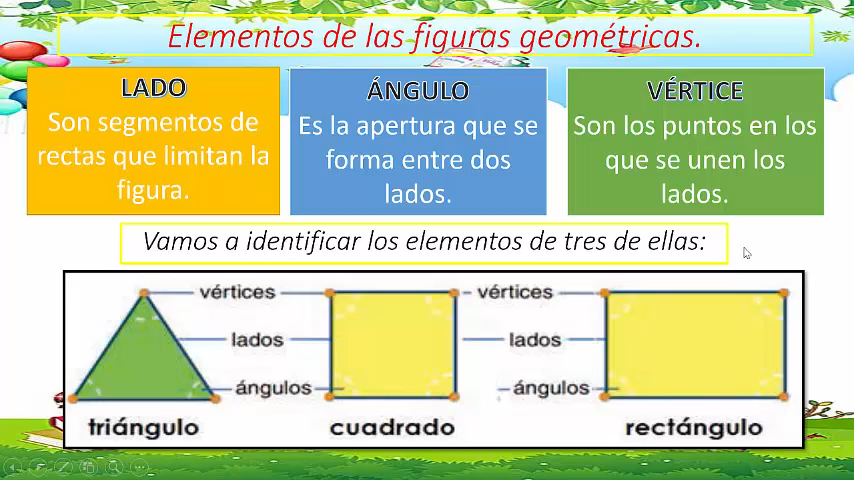 Elementos de las figuras geométricas.
LADO
Son segmentos de
rectas que limitan la
figura.
ÁNGULO
Es la apertura que se
forma entre dos
lados.
VÉRTICE
Son los puntos en los
que se unen los
lados.
Vamos a identificar los elementos de tres de ellas:
vértices
vértices
lados
lados
ángulos
ángulos
triángulo
cuadrado
rectángulo